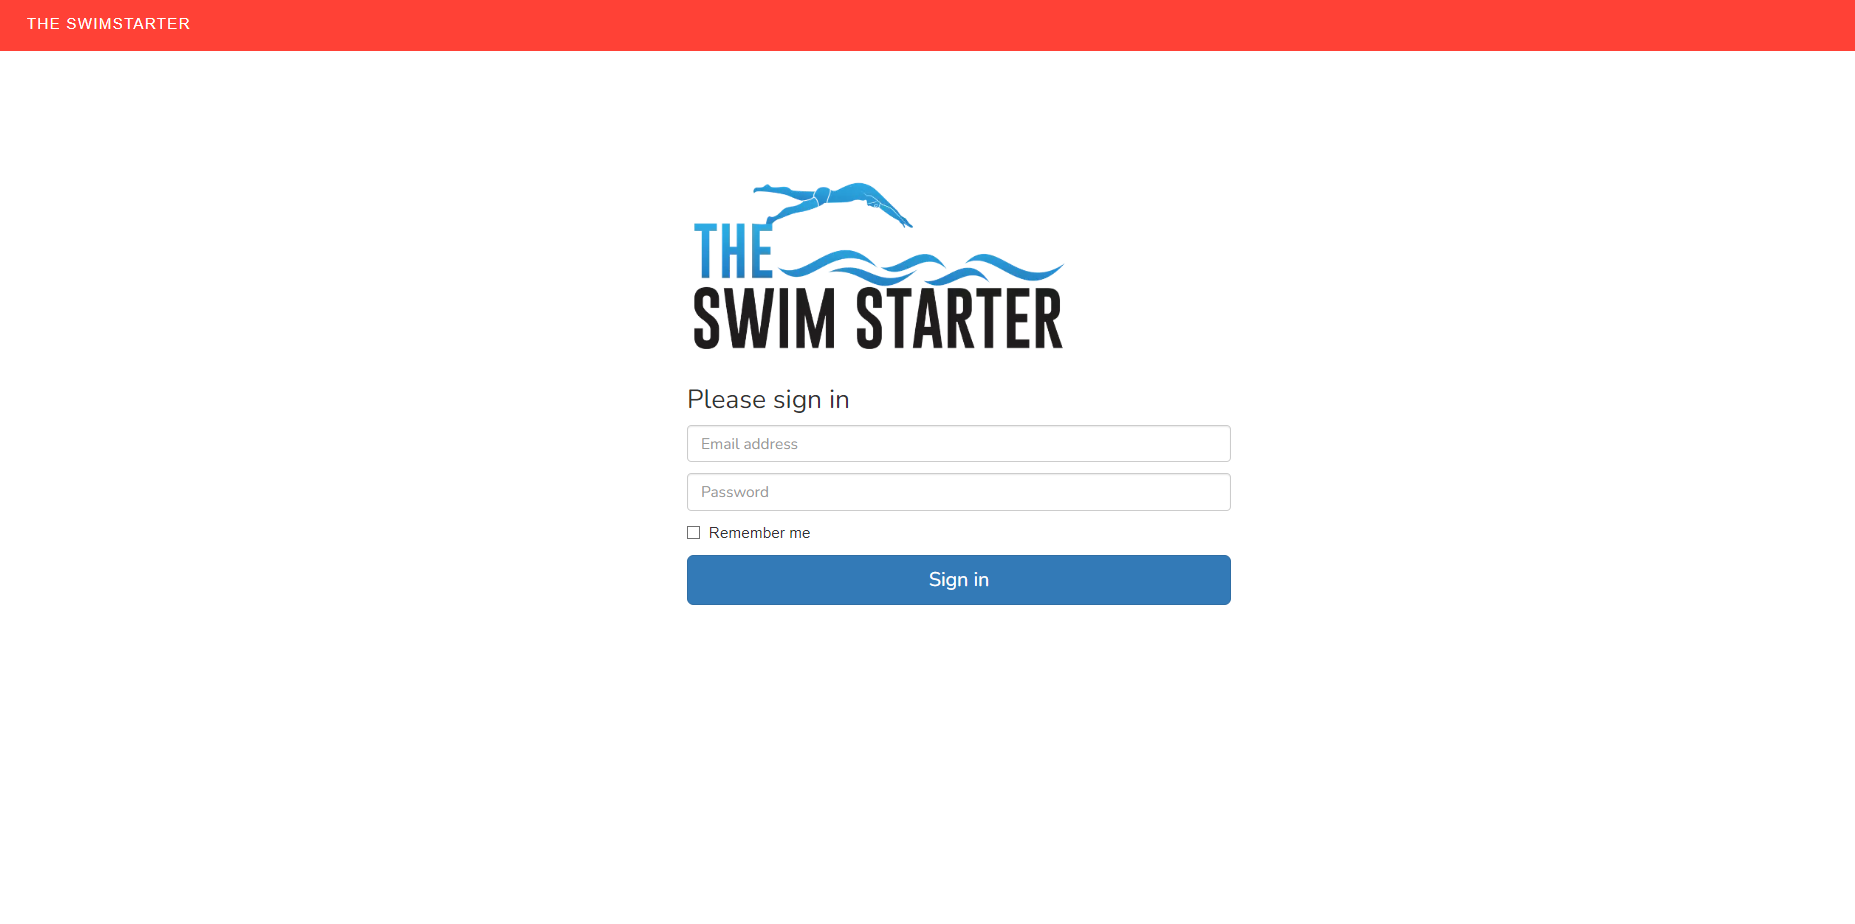 THE SWIMSTARTER
THE
SWIM STARTER
Please sign in
Email address
Password
Remember me
Sign in